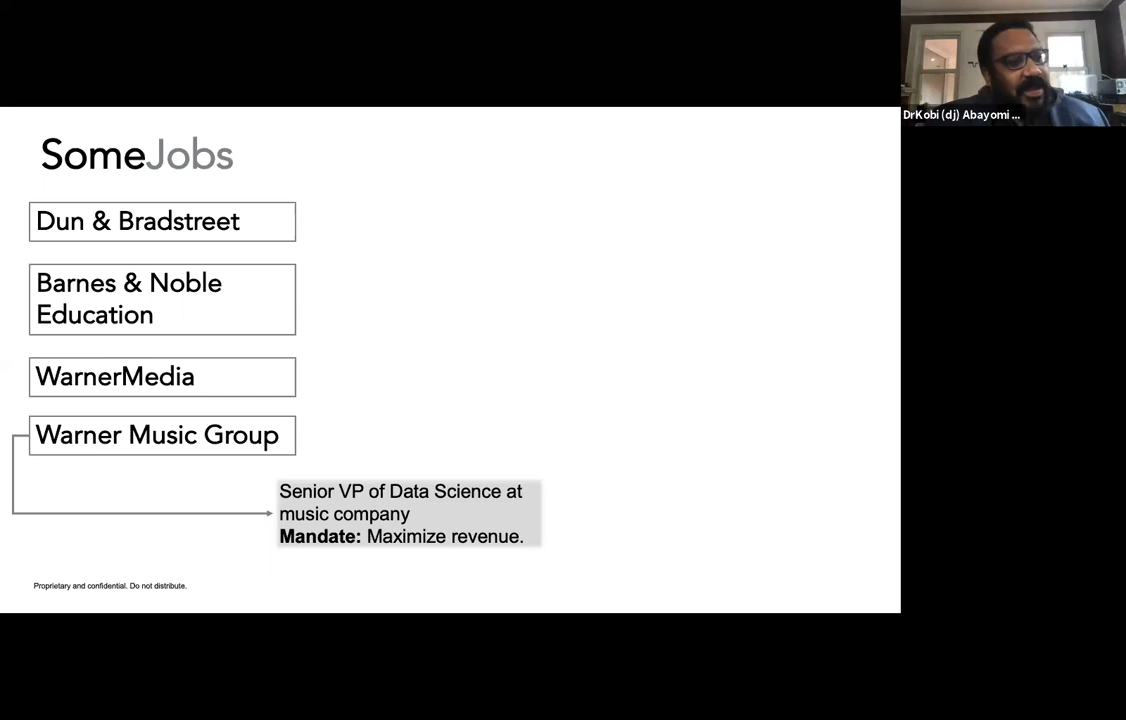 DrKobi (dj) Abayomi ...
SomeJobs
Dun & Bradstreet
Barnes & Noble
Education
WarnerMedia
Warner Music Group
Senior VP of Data Science at
music company
Mandate: Maximize revenue.
Proprietary and confidential. Do not distribute.